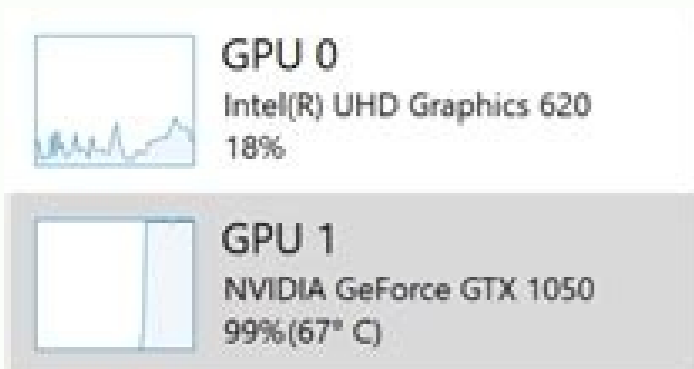 GPU 0
Intel(R) UHD Graphics 620
18%
GPU 1
NVIDIA GeForce GTX 1050
99%(67° C)